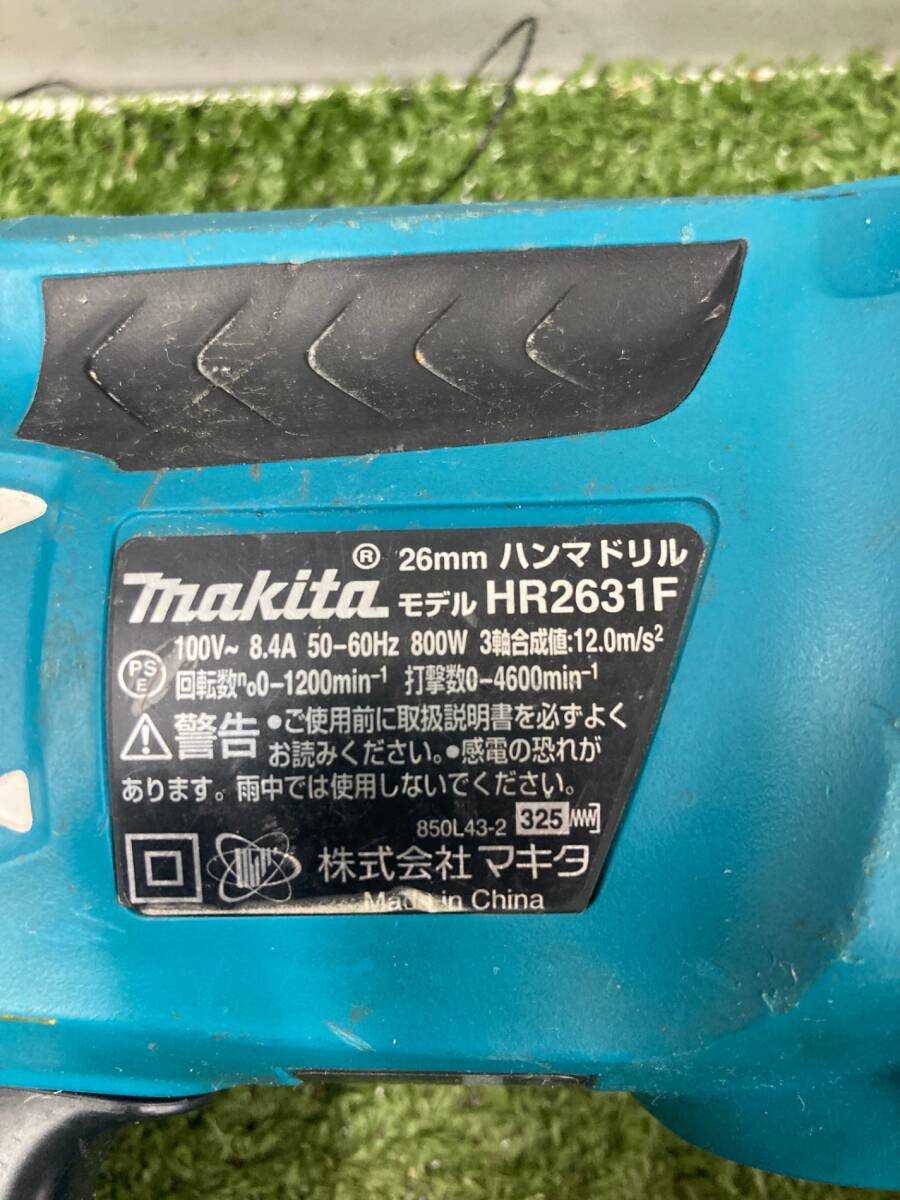 ® 26mm ハンマドリル
makita モデル HR2631F
100V~ 8.4A 50-60Hz 800W 3軸合成値:12.0m/s²
PS E 回転数n₀0-1200min⁻¹ 打撃数0-4600min⁻¹
警告 ●ご使用前に取扱説明書を必ずよく
お読みください。●感電の恐れが
あります。雨中では使用しないでください。
850L43-2 325
株式会社マキタ
Made in China